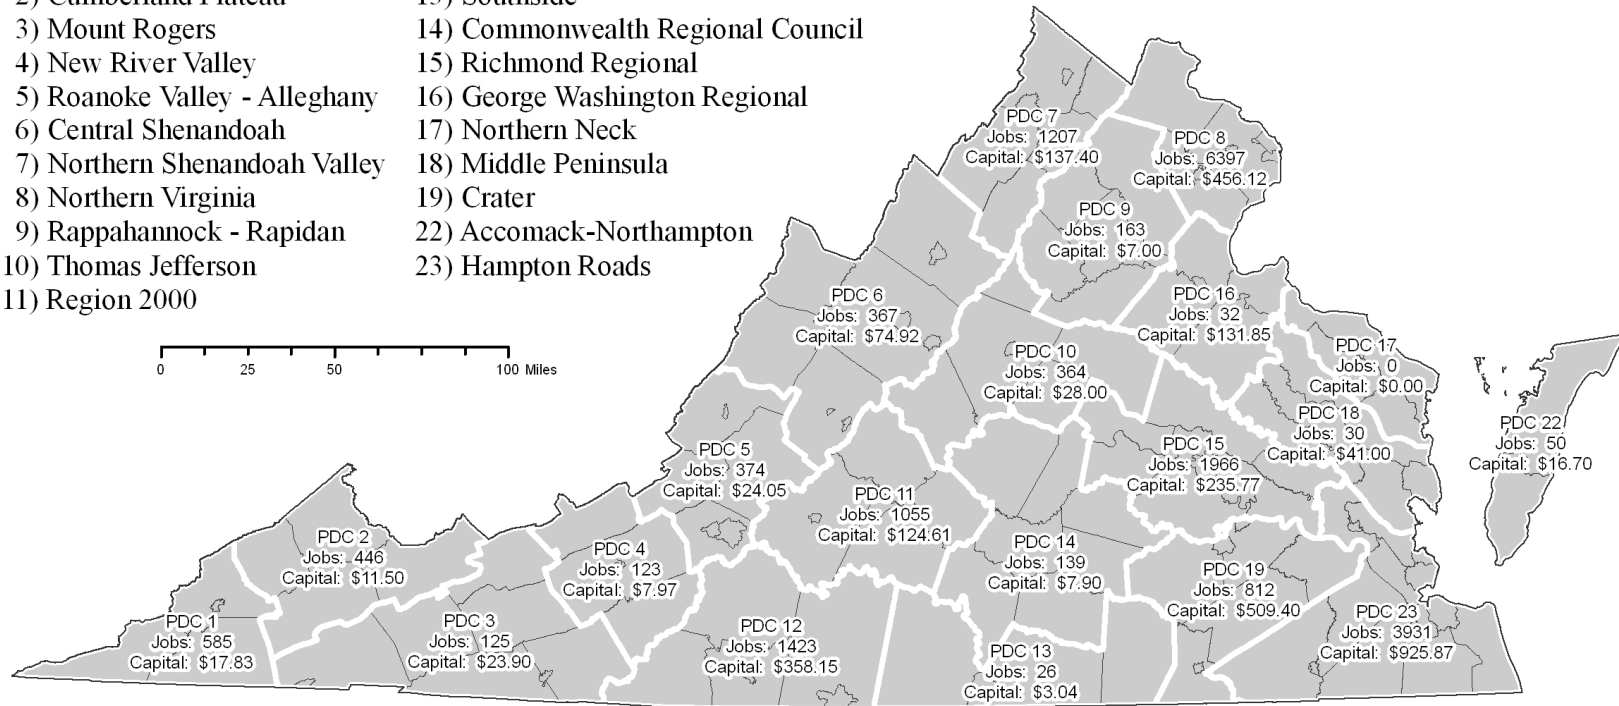 2) Cumberland Plateau
3) Mount Rogers
4) New River Valley
5) Roanoke Valley - Alleghany
6) Central Shenandoah
7) Northern Shenandoah Valley
8) Northern Virginia
9) Rappahannock - Rapidan
10) Thomas Jefferson
11) Region 2000
13) Southside
14) Commonwealth Regional Council
15) Richmond Regional
16) George Washington Regional
17) Northern Neck
18) Middle Peninsula
19) Crater
22) Accomack-Northampton
23) Hampton Roads
0 25 50 100 Miles
PDC 7
Jobs: 1207
Capital: $137.40
PDC 8
Jobs: 6397
Capital: $456.12
PDC 9
Jobs: 163
Capital: $7.00
PDC 6
Jobs: 367
Capital: $74.92
PDC 16
Jobs: 32
Capital: $131.85
PDC 10
Jobs: 364
Capital: $28.00
PDC 17
Jobs: 0
Capital: $0.00
PDC 18
Jobs: 30
Capital: $41.00
PDC 22
Jobs: 50
Capital: $16.70
PDC 5
Jobs: 374
Capital: $24.05
PDC 15
Jobs: 1966
Capital: $235.77
PDC 11
Jobs: 1055
Capital: $124.61
PDC 2
Jobs: 446
Capital: $11.50
PDC 4
Jobs: 123
Capital: $7.97
PDC 14
Jobs: 139
Capital: $7.90
PDC 19
Jobs: 812
Capital: $509.40
PDC 1
Jobs: 585
Capital: $17.83
PDC 3
Jobs: 125
Capital: $23.90
PDC 12
Jobs: 1423
Capital: $358.15
PDC 13
Jobs: 26
Capital: $3.04
PDC 23
Jobs: 3931
Capital: $925.87